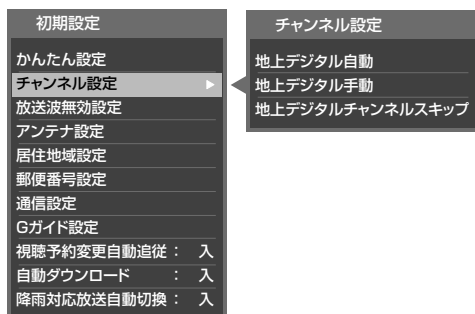 初期設定
かんたん設定
チャンネル設定
放送波無効設定
アンテナ設定
居住地域設定
郵便番号設定
通信設定
Gガイド設定
視聴予約変更自動追従： 入
自動ダウンロード ： 入
降雨対応放送自動切換： 入
チャンネル設定
地上デジタル自動
地上デジタル手動
地上デジタルチャンネルスキップ